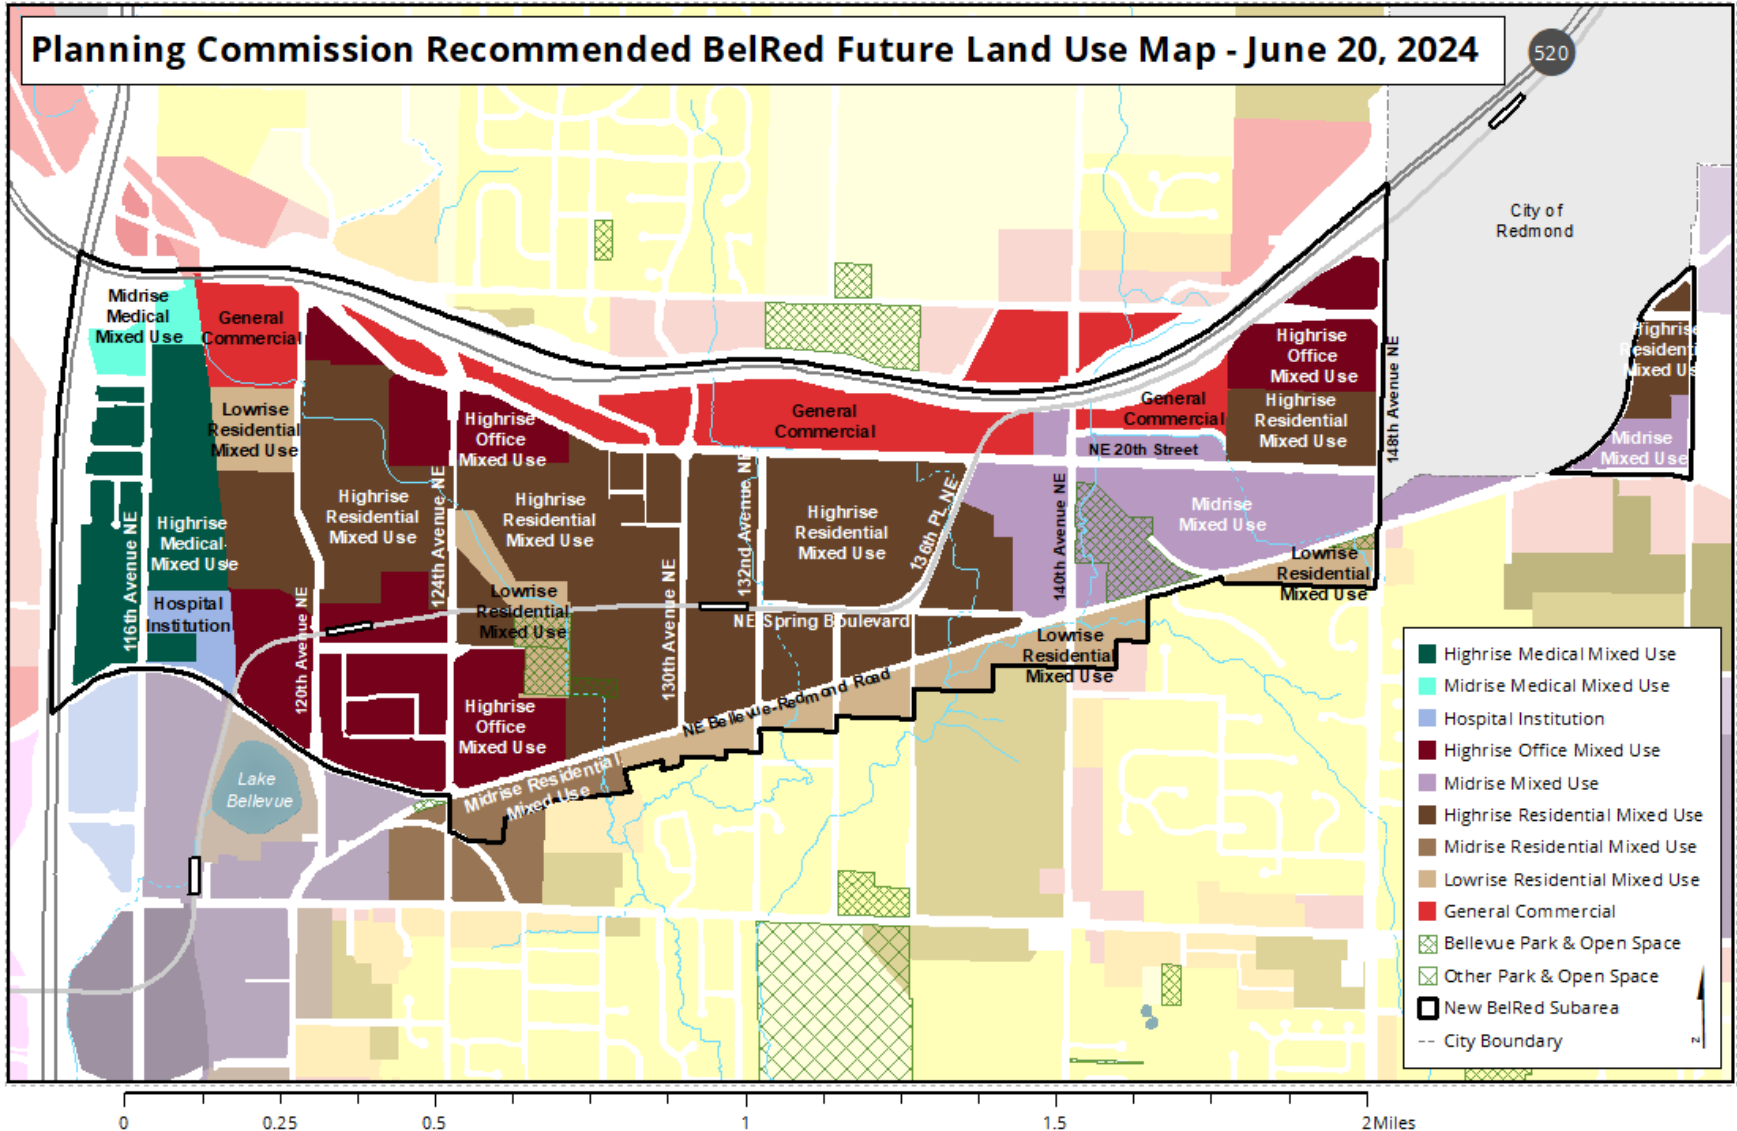 Planning Commission Recommended BelRed Future Land Use Map - June 20, 2024
520
City of
Redmond
Midrise
Medical
Mixed Use
General
Commercial
Highrise
Office
Mixed Use
Highrise
Residential
Mixed Use
148th Avenue NE
Highrise
Residenti
Mixed Us
Midrise
Mixed Use
Lowrise
Residential
Mixed Use
Highrise
Office
Mixed Use
General
Commercial
General
Commercial
NE 20th Street
Highrise
Medical
Mixed Use
116th Avenue NE
Highrise
Residential
Mixed Use
124th Avenue NE
Highrise
Residential
Mixed Use
132nd Avenue NE
Highrise
Residential
Mixed Use
136th PL NE
140th Avenue NE
Midrise
Mixed Use
Lowrise
Residential
Mixed Use
Hospital
Institution
120th Avenue NE
Lowrise
Residential
Mixed Use
130th Avenue NE
NE Spring Boulevard
Lowrise
Residential
Mixed Use
NE Bellevue-Redmond Road
Highrise
Office
Mixed Use
Midrise Residential
Mixed Use
Lake
Bellevue
Highrise Medical Mixed Use
Midrise Medical Mixed Use
Hospital Institution
Highrise Office Mixed Use
Midrise Mixed Use
Highrise Residential Mixed Use
Midrise Residential Mixed Use
Lowrise Residential Mixed Use
General Commercial
Bellevue Park & Open Space
Other Park & Open Space
New BelRed Subarea
City Boundary
N
0 0.25 0.5 1 1.5 2 Miles